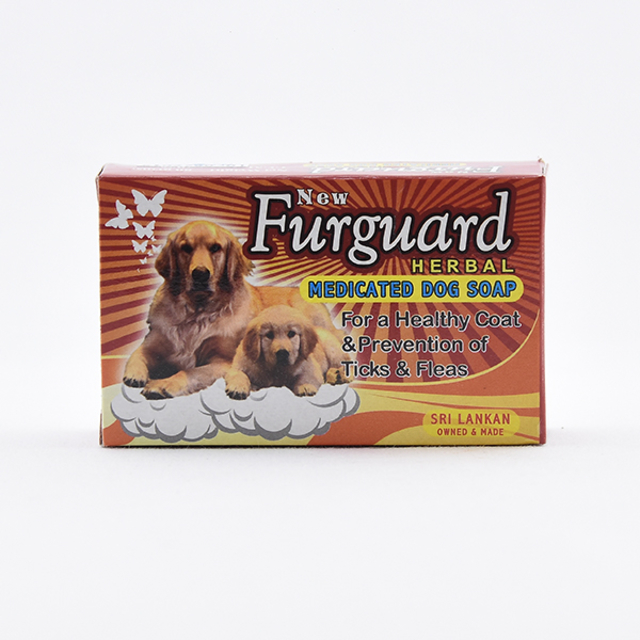 New
Furguard
HERBAL
MEDICATED DOG SOAP
For a Healthy Coat
&Prevention of
Ticks & Fleas
SRI LANKAN
OWNED & MADE